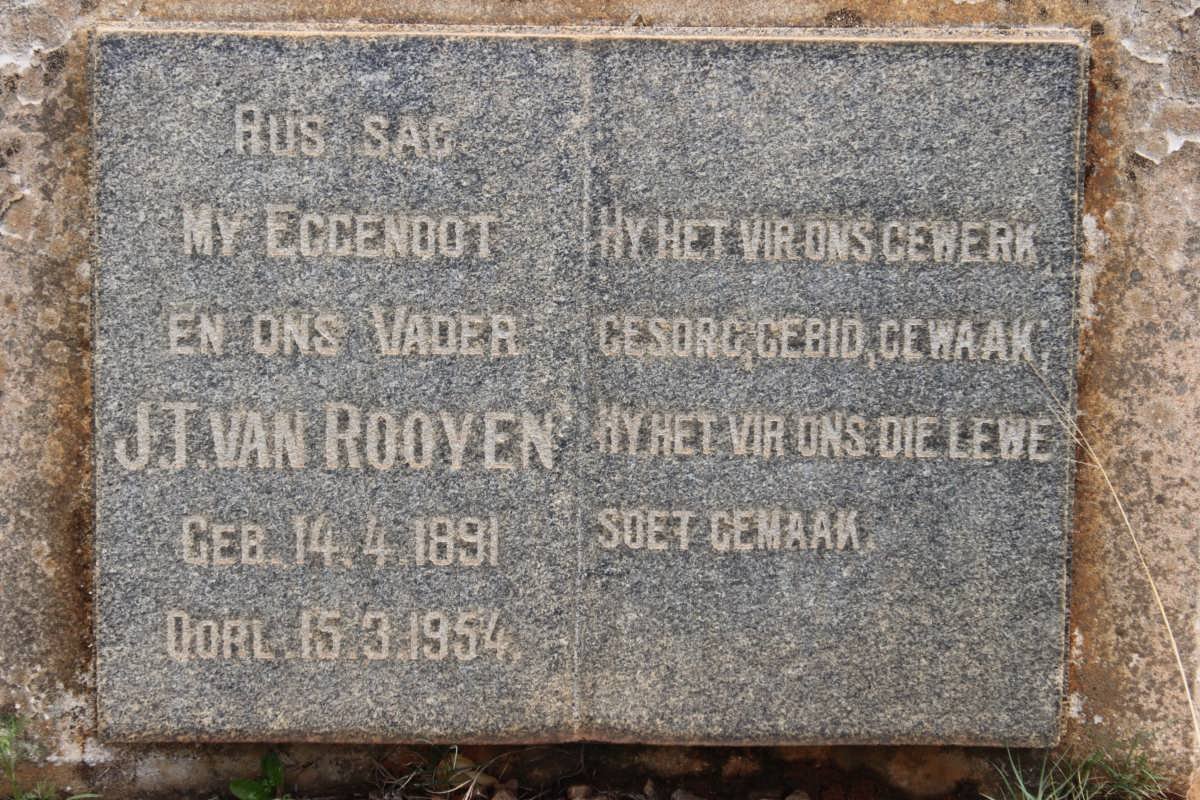 RUS SAG
MY EGGENOOT
EN ONS VADER
J.T. VAN ROOYEN
GEB. 14.4.1891
OORL. 15.3.1954.
HY HET VIR ONS GEWERK,
GESORG, GEBID, GEWAAK;
HY HET VIR ONS DIE LEWE
SOET GEMAAK.